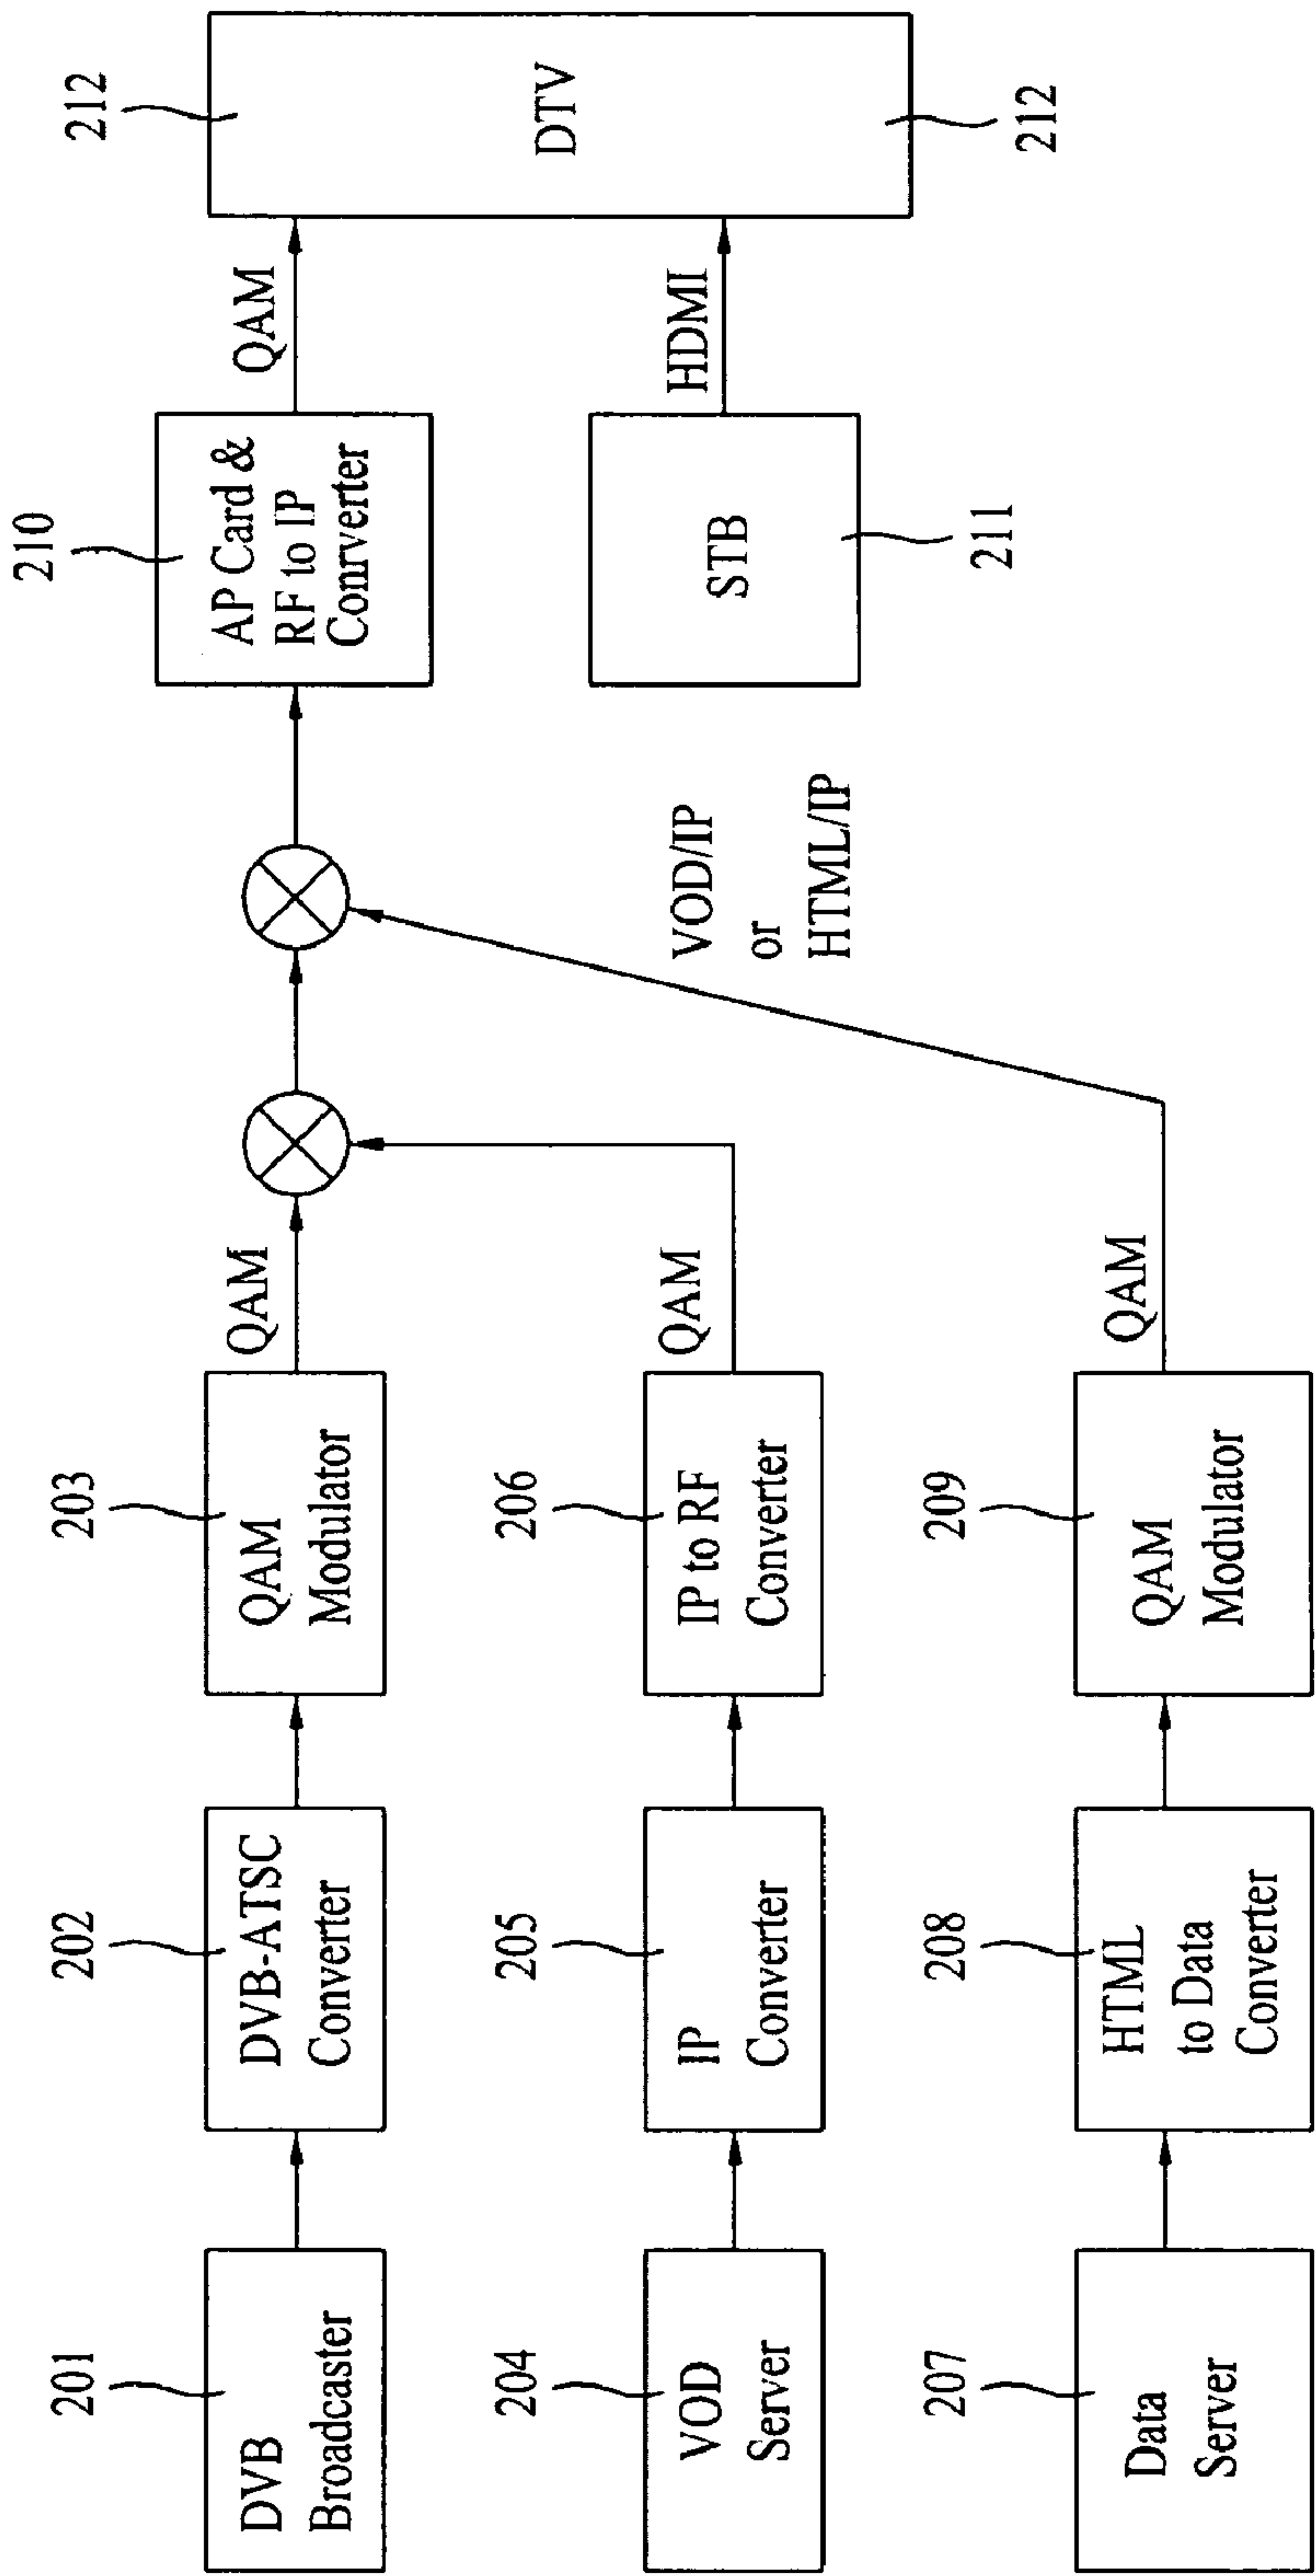 201
DVB
Broadcaster
202
DVB-ATSC
Converter
203
QAM
Modulator
QAM
210
AP Card &
RF to IP
Conrverter
QAM
212
DTV
212
204
VOD
Server
205
IP
Converter
206
IP to RF
Converter
QAM
VOD/IP
or
HTML/IP
STB
211
HDMI
207
Data
Server
208
HTML
to Data
Converter
209
QAM
Modulator
QAM